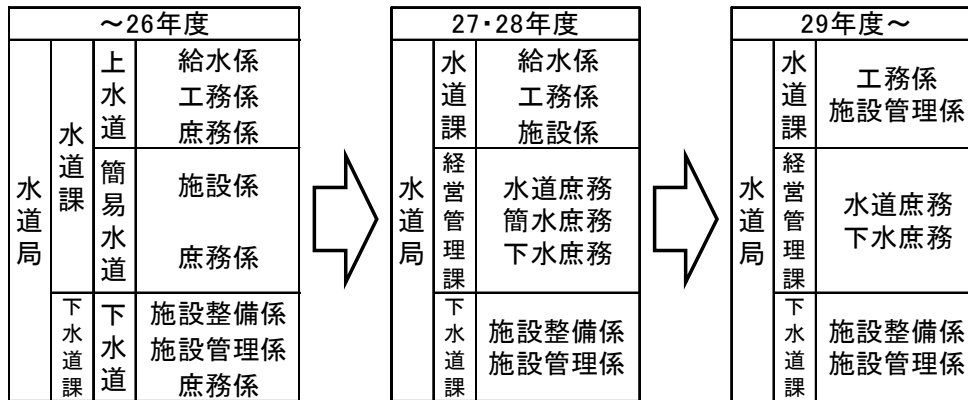 ~26年度
水道局
水道課
上水道
給水係
工務係
庶務係
簡易水道
施設係
庶務係
下水道課
下水道
施設整備係
施設管理係
庶務係
27・28年度
水道局
水道課
給水係
工務係
施設係
経営管理課
水道庶務
簡水庶務
下水庶務
下水道課
施設整備係
施設管理係
29年度~
水道局
水道課
工務係
施設管理係
経営管理課
水道庶務
下水庶務
下水道課
施設整備係
施設管理係